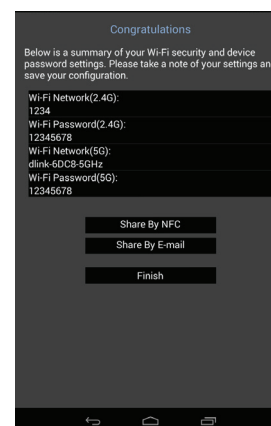 Congratulations
Below is a summary of your Wi-Fi security and device
password settings. Please take a note of your settings an
save your configuration.
Wi-Fi Network(2.4G):
1234
Wi-Fi Password(2.4G):
12345678
Wi-Fi Network(5G):
dlink-6DC8-5GHz
Wi-Fi Password(5G):
12345678
Share By NFC
Share By E-mail
Finish